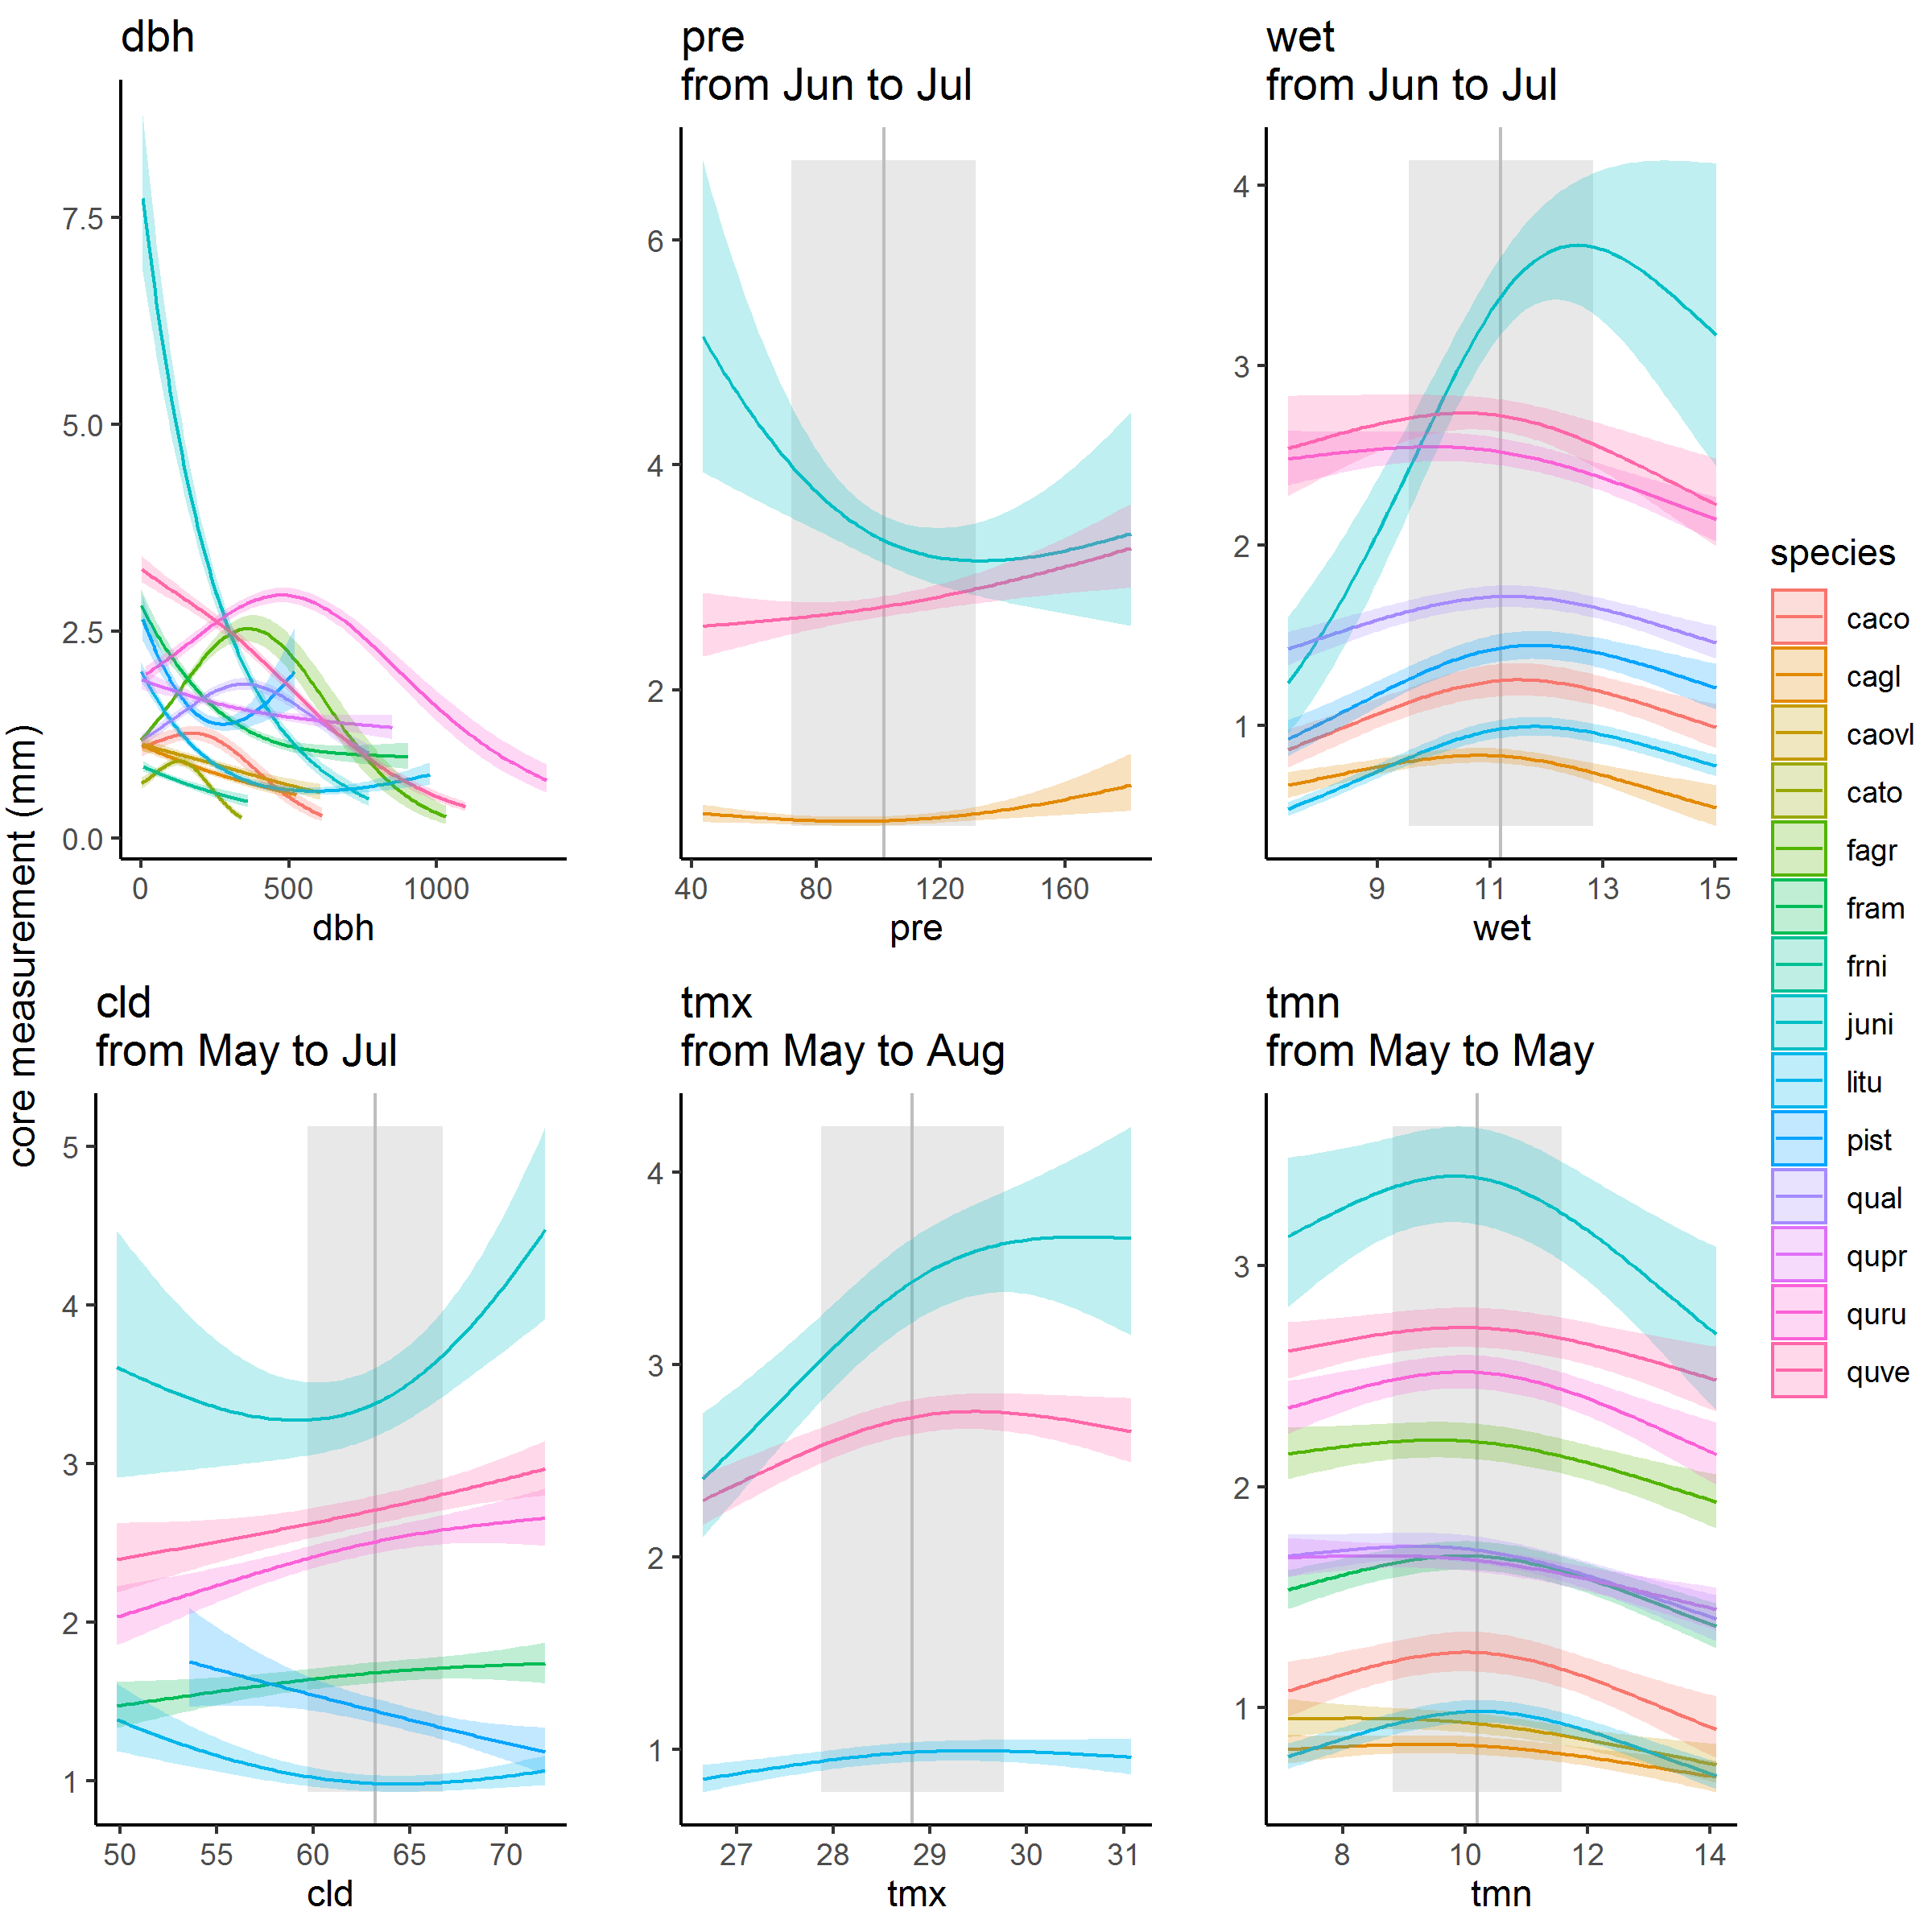 dbh
7.5
5.0
2.5
0.0
0 500 1000
dbh
pre
from Jun to Jul
6
4
2
40 80 120 160
pre
wet
from Jun to Jul
4
3
2
1
9 11 13 15
wet
core measurement (mm)
cld
from May to Jul
5
4
3
2
1
50 55 60 65 70
cld
tmx
from May to Aug
4
3
2
1
27 28 29 30 31
tmx
tmn
from May to May
3
2
1
8 10 12 14
tmn
species
caco
cagl
caovl
cato
fagr
fram
frni
juni
litu
pist
qual
qupr
quru
quve